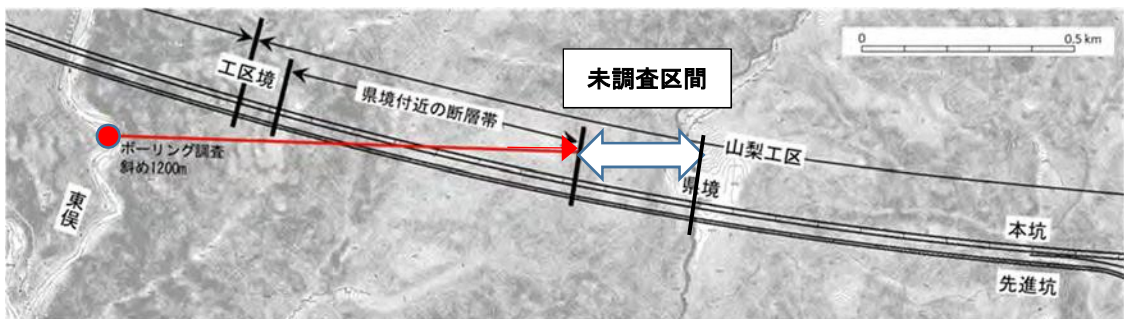 0
0.5 km
工区境
未調査区間
県境付近の断層帯
ボーリング調査
斜め1200m
山梨工区
県境
東俣
本坑
先進坑